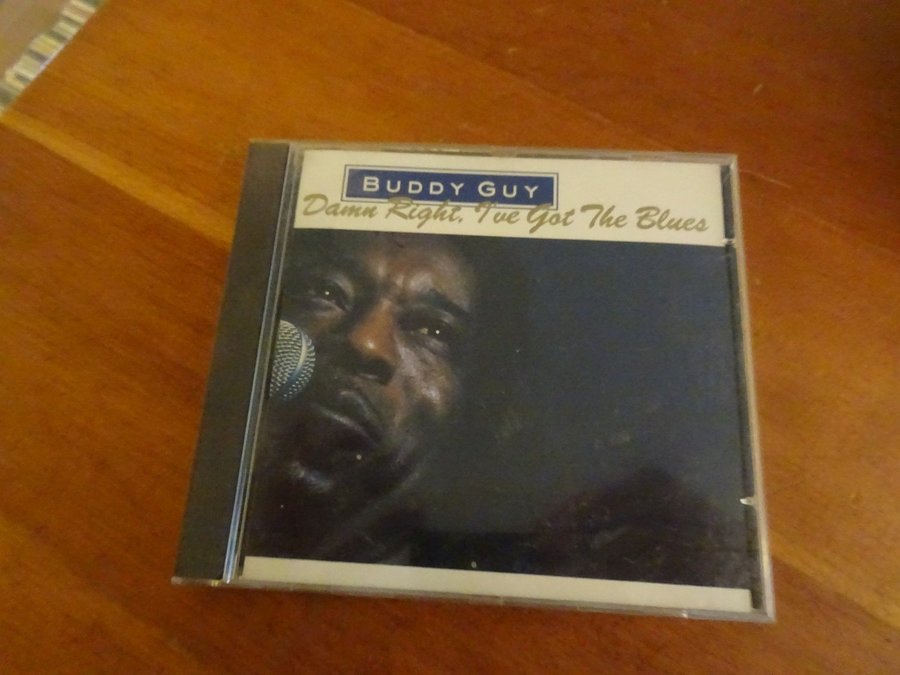 BUDDY GUY
Damn Right, I've Got The Blues